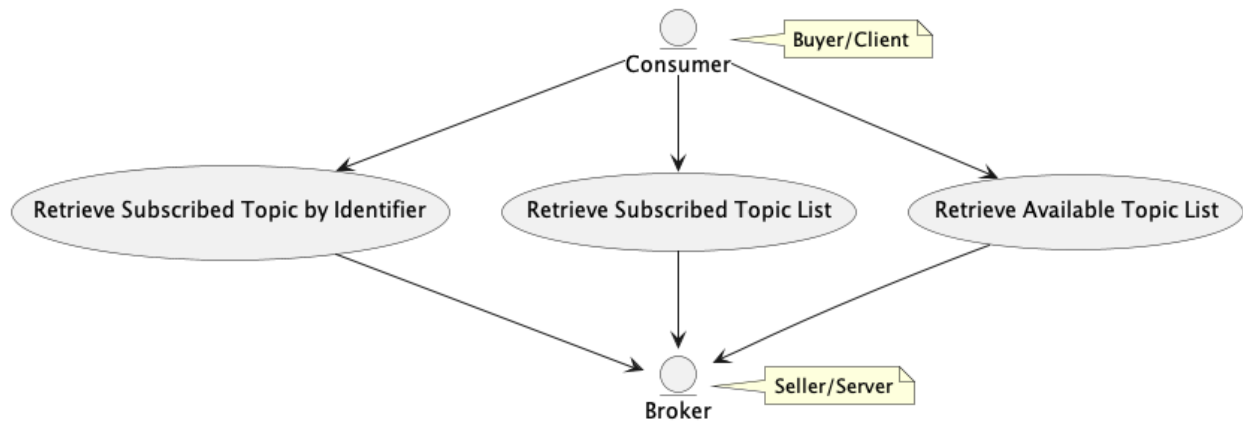 Buyer/Client
Consumer
Retrieve Subscribed Topic by Identifier
Retrieve Subscribed Topic List
Retrieve Available Topic List
Seller/Server
Broker